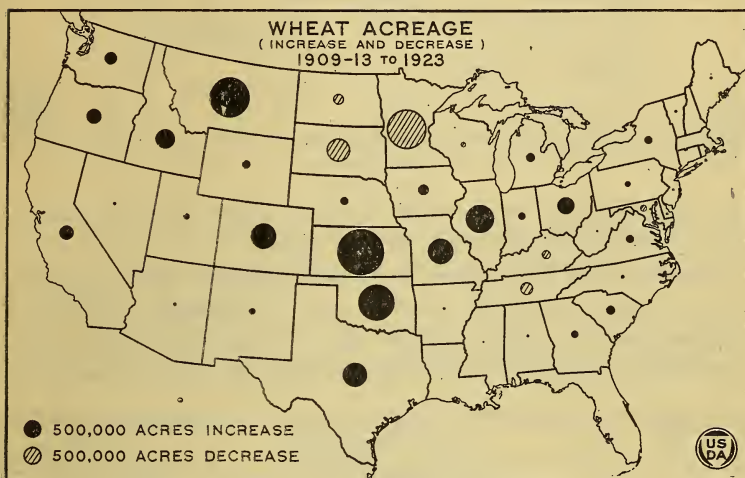 WHEAT ACREAGE
( INCREASE AND DECREASE )
1909-13 TO 1923
500,000 ACRES INCREASE
500,000 ACRES DECREASE
US
DA